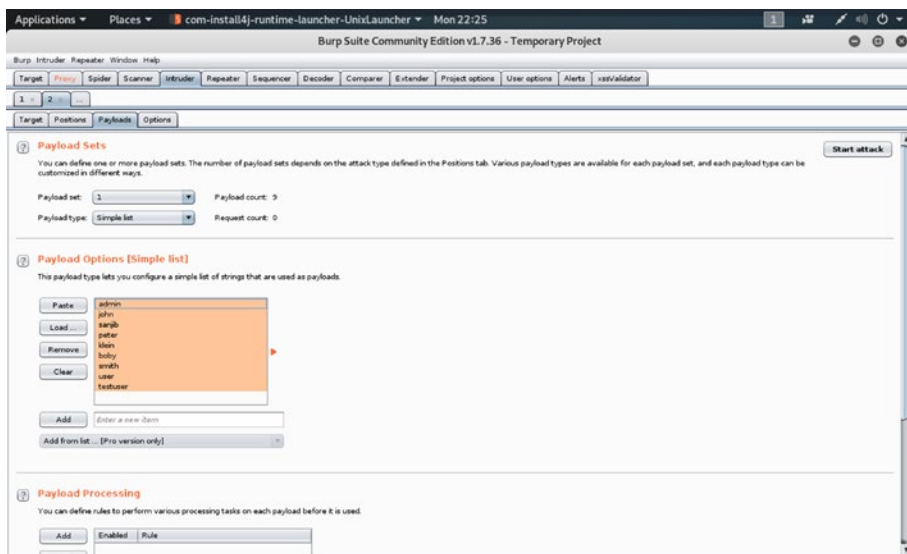 Applications Places com-install4j-runtime-launcher-UnixLauncher Mon 22:25 1
Burp Suite Community Edition v1.7.36 - Temporary Project
Burp Intruder Repeater Window Help
Target Proxy Spider Scanner Intruder Repeater Sequencer Decoder Comparer Extender Project options User options Alerts xssValidator
1 × 2 × ...
Target Positions Payloads Options
? Payload Sets
Start attack
You can define one or more payload sets. The number of payload sets depends on the attack type defined in the Positions tab. Various payload types are available for each payload set, and each payload type can be
customized in different ways.
Payload set: 1 Payload count: 9
Payload type: Simple list Request count: 0
? Payload Options [Simple list]
This payload type lets you configure a simple list of strings that are used as payloads.
Paste
Load ...
Remove
Clear
admin
john
sanjib
peter
klein
boby
smith
user
testuser
Add Enter a new item
Add from list ... [Pro version only]
? Payload Processing
You can define rules to perform various processing tasks on each payload before it is used.
Add Enabled Rule